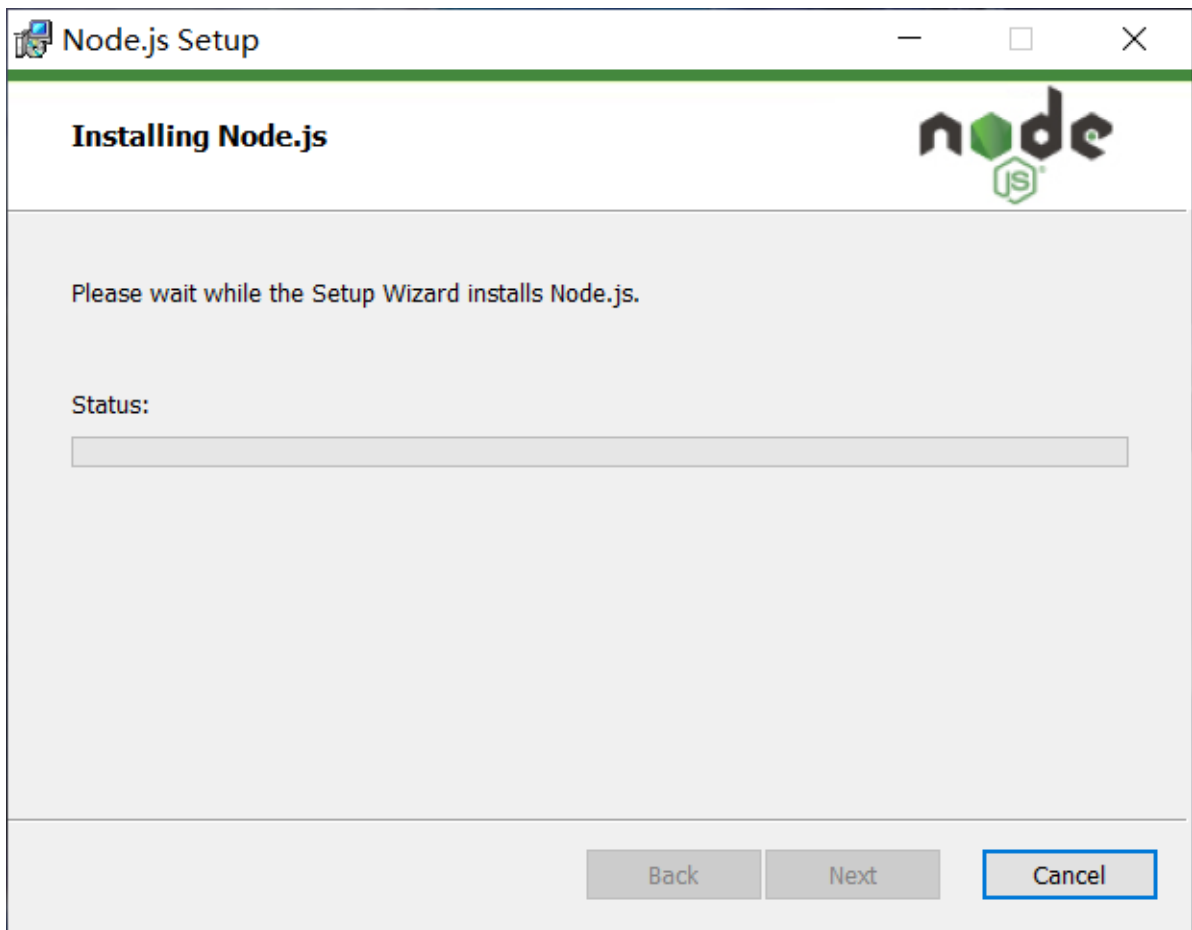 Node.js Setup
Installing Node.js
node
JS
Please wait while the Setup Wizard installs Node.js.
Status:
Back
Next
Cancel